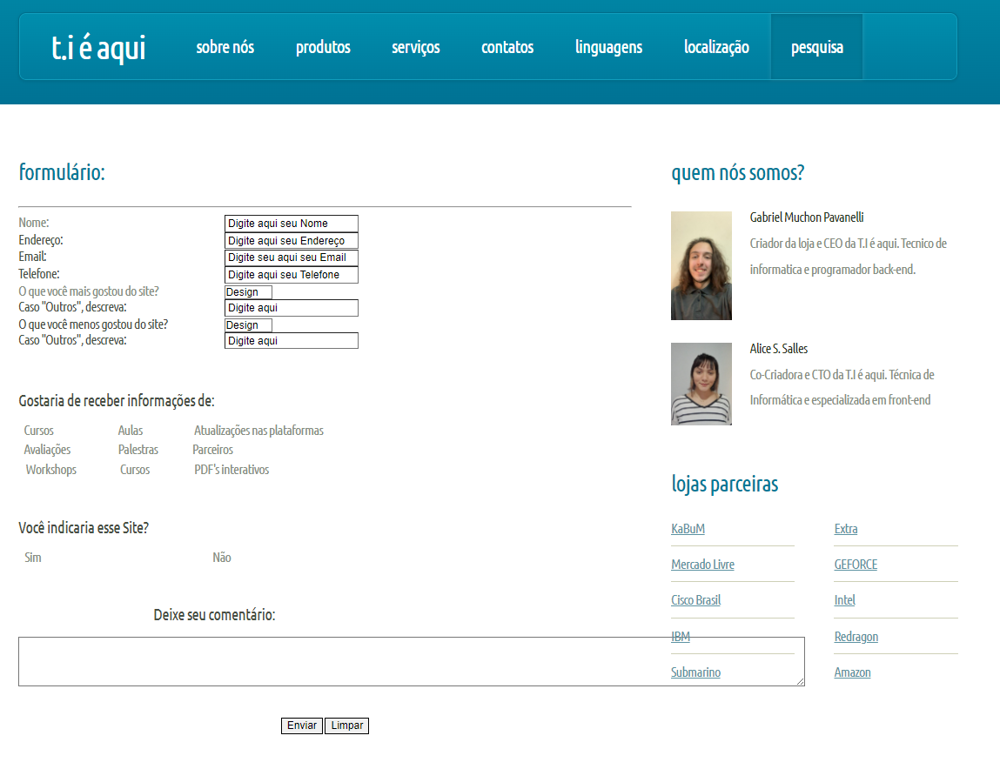 t.i é aqui
sobre nós
produtos
serviços
contatos
linguagens
localização
pesquisa
formulário:
Nome: Digite aqui seu Nome
Endereço: Digite aqui seu Endereço
Email: Digite seu aqui seu Email
Telefone: Digite aqui seu Telefone
O que você mais gostou do site? Design
Caso "Outros", descreva: Digite aqui
O que você menos gostou do site? Design
Caso "Outros", descreva: Digite aqui
Gostaria de receber informações de:
Cursos Aulas Atualizações nas plataformas
Avaliações Palestras Parceiros
Workshops Cursos PDF's interativos
Você indicaria esse Site?
Sim Não
Deixe seu comentário:
Enviar Limpar
quem nós somos?
Gabriel Muchon Pavanelli
Criador da loja e CEO da T.I é aqui. Tecnico de
informatica e programador back-end.
Alice S. Salles
Co-Criadora e CTO da T.I é aqui. Técnica de
Informática e especializada em front-end
lojas parceiras
KaBuM Extra
Mercado Livre GEFORCE
Cisco Brasil Intel
IBM Redragon
Submarino Amazon